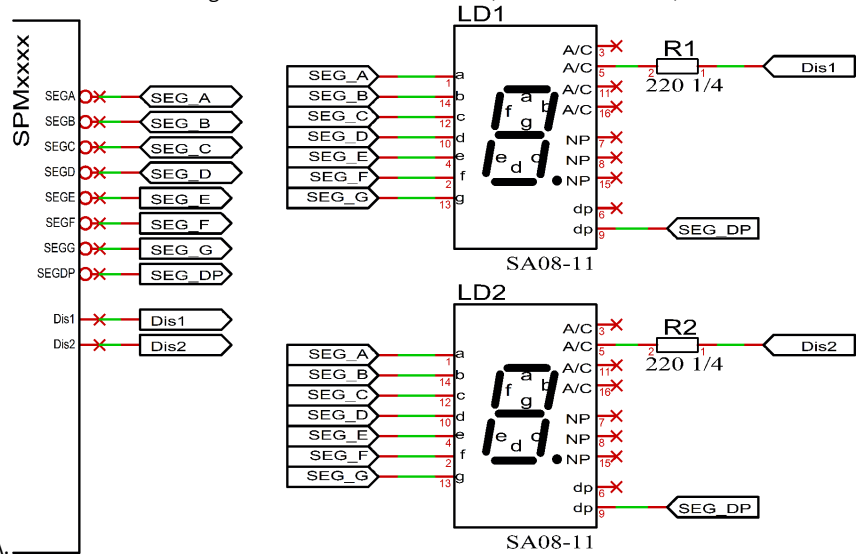 SPMxxxx
SEGA SEG_A
SEGB SEG_B
SEGC SEG_C
SEGD SEG_D
SEGE SEG_E
SEGF SEG_F
SEGG SEG_G
SEGDP SEG_DP
Dis1 Dis1
Dis2 Dis2
LD1
SEG_A 1 a
SEG_B 14 b
SEG_C 12 c
SEG_D 10 d
SEG_E 4 e
SEG_F 2 f
SEG_G 13 g
a
f b
g
e c
d
A/C 3
A/C 5
A/C 11
A/C 16
NP 7
NP 8
NP 15
dp 6
dp 9
R1
2 1
220 1/4
Dis1
SEG_DP
SA08-11
LD2
SEG_A 1 a
SEG_B 14 b
SEG_C 12 c
SEG_D 10 d
SEG_E 4 e
SEG_F 2 f
SEG_G 13 g
a
f b
g
e c
d
A/C 3
A/C 5
A/C 11
A/C 16
NP 7
NP 8
NP 15
dp 6
dp 9
R2
2 1
220 1/4
Dis2
SEG_DP
SA08-11